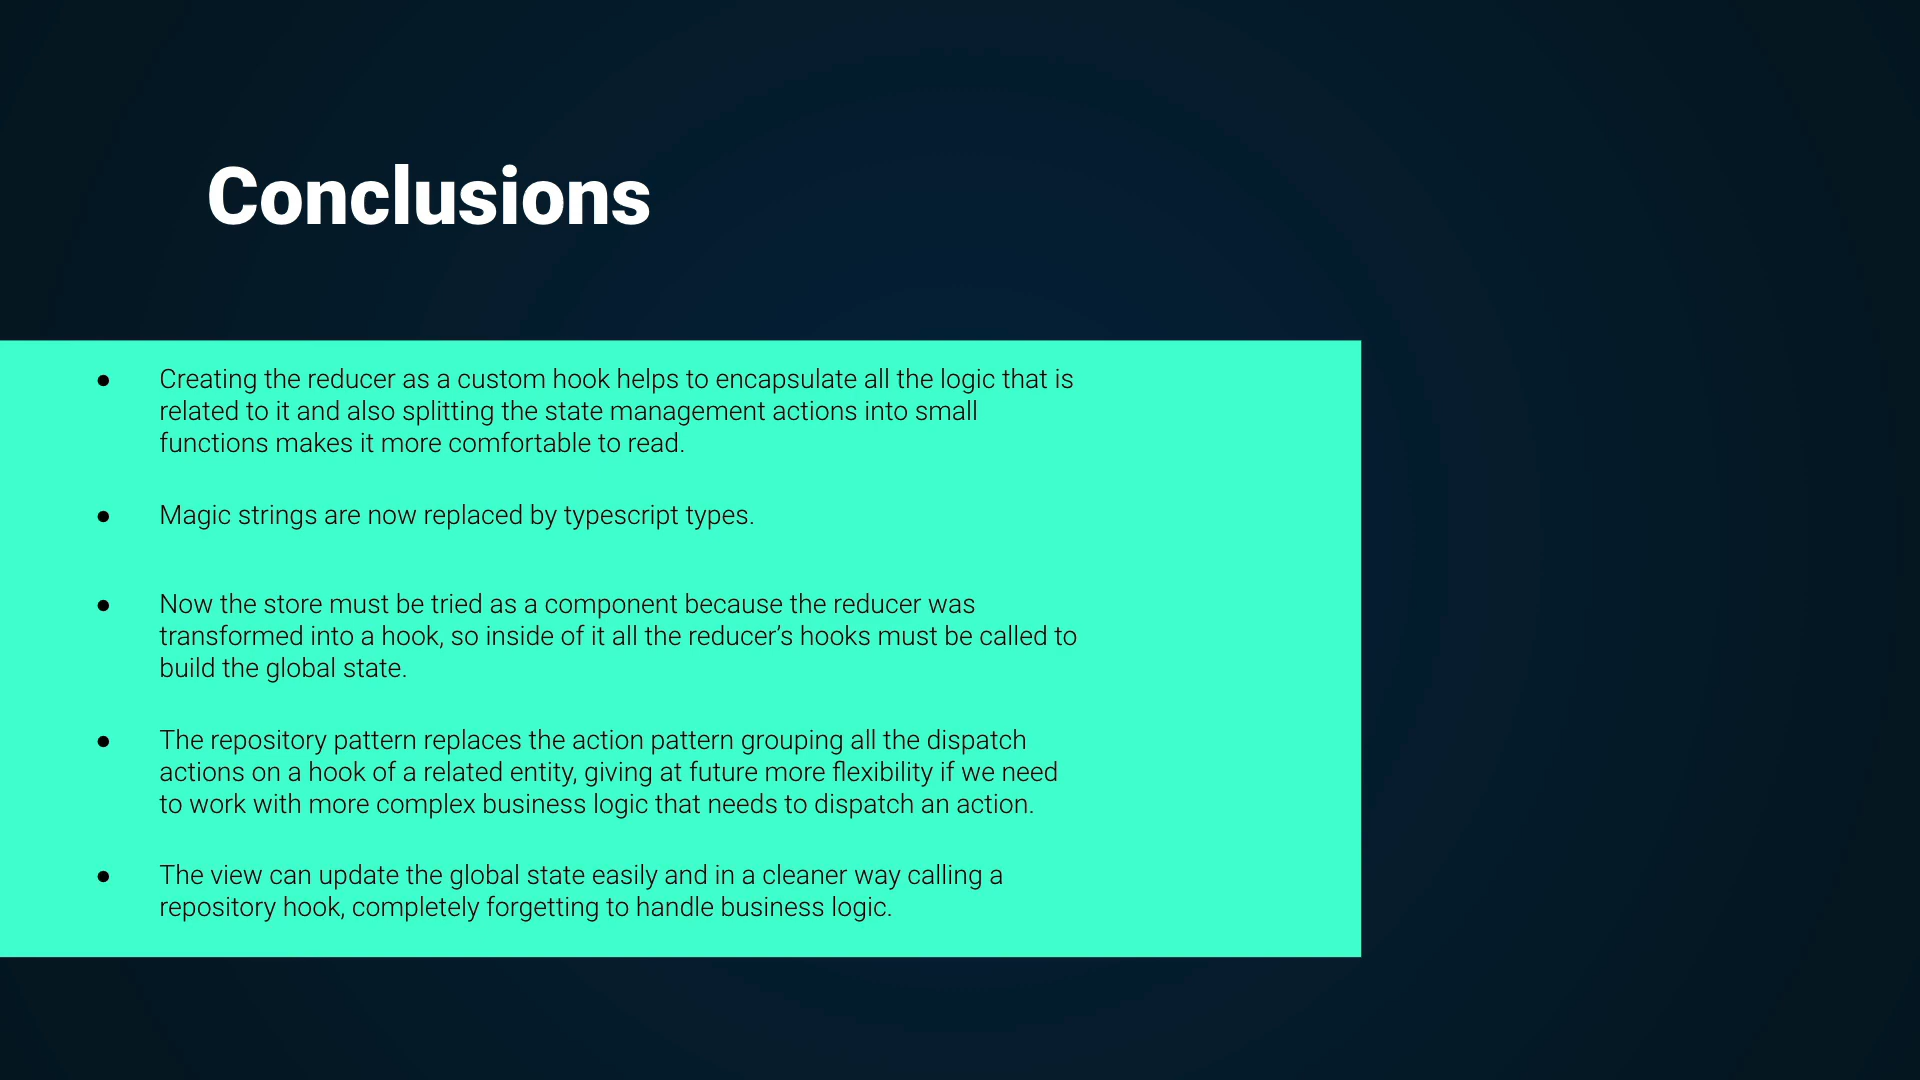 Conclusions
● Creating the reducer as a custom hook helps to encapsulate all the logic that is
related to it and also splitting the state management actions into small
functions makes it more comfortable to read.
● Magic strings are now replaced by typescript types.
● Now the store must be tried as a component because the reducer was
transformed into a hook, so inside of it all the reducer’s hooks must be called to
build the global state.
● The repository pattern replaces the action pattern grouping all the dispatch
actions on a hook of a related entity, giving at future more flexibility if we need
to work with more complex business logic that needs to dispatch an action.
● The view can update the global state easily and in a cleaner way calling a
repository hook, completely forgetting to handle business logic.